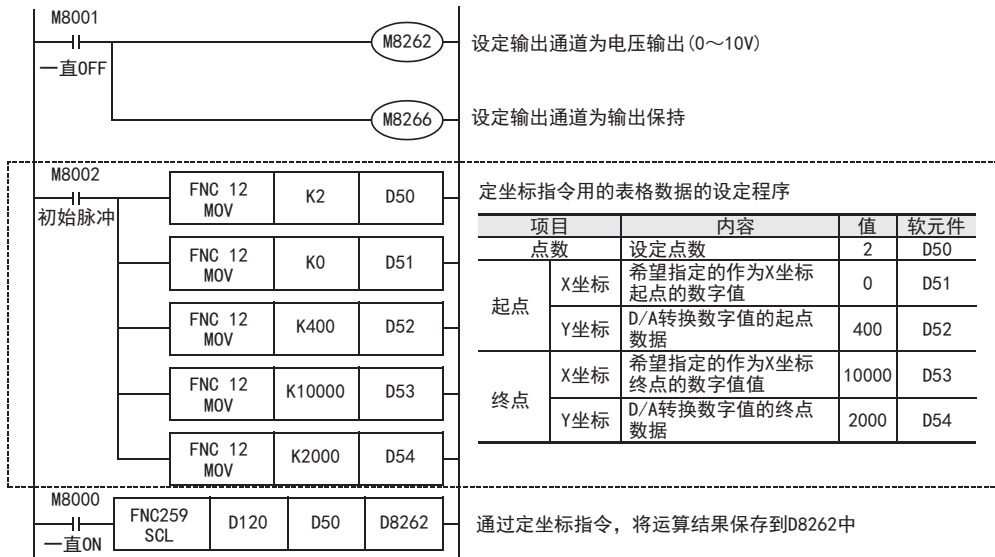 M8001
一直OFF
M8262
设定输出通道为电压输出(0～10V)
M8266
设定输出通道为输出保持
M8002
初始脉冲
FNC 12
MOV
K2
D50
FNC 12
MOV
K0
D51
FNC 12
MOV
K400
D52
FNC 12
MOV
K10000
D53
FNC 12
MOV
K2000
D54
定坐标指令用的表格数据的设定程序
项目 内容 值 软元件
点数 设定点数 2 D50
起点
X坐标
希望指定的作为X坐标
起点的数字值
0 D51
Y坐标
D/A转换数字值的起点
数据
400 D52
终点
X坐标
希望指定的作为X坐标
终点的数字值值
10000 D53
Y坐标
D/A转换数字值的终点
数据
2000 D54
M8000
一直ON
FNC259
SCL
D120
D50
D8262
通过定坐标指令，将运算结果保存到D8262中